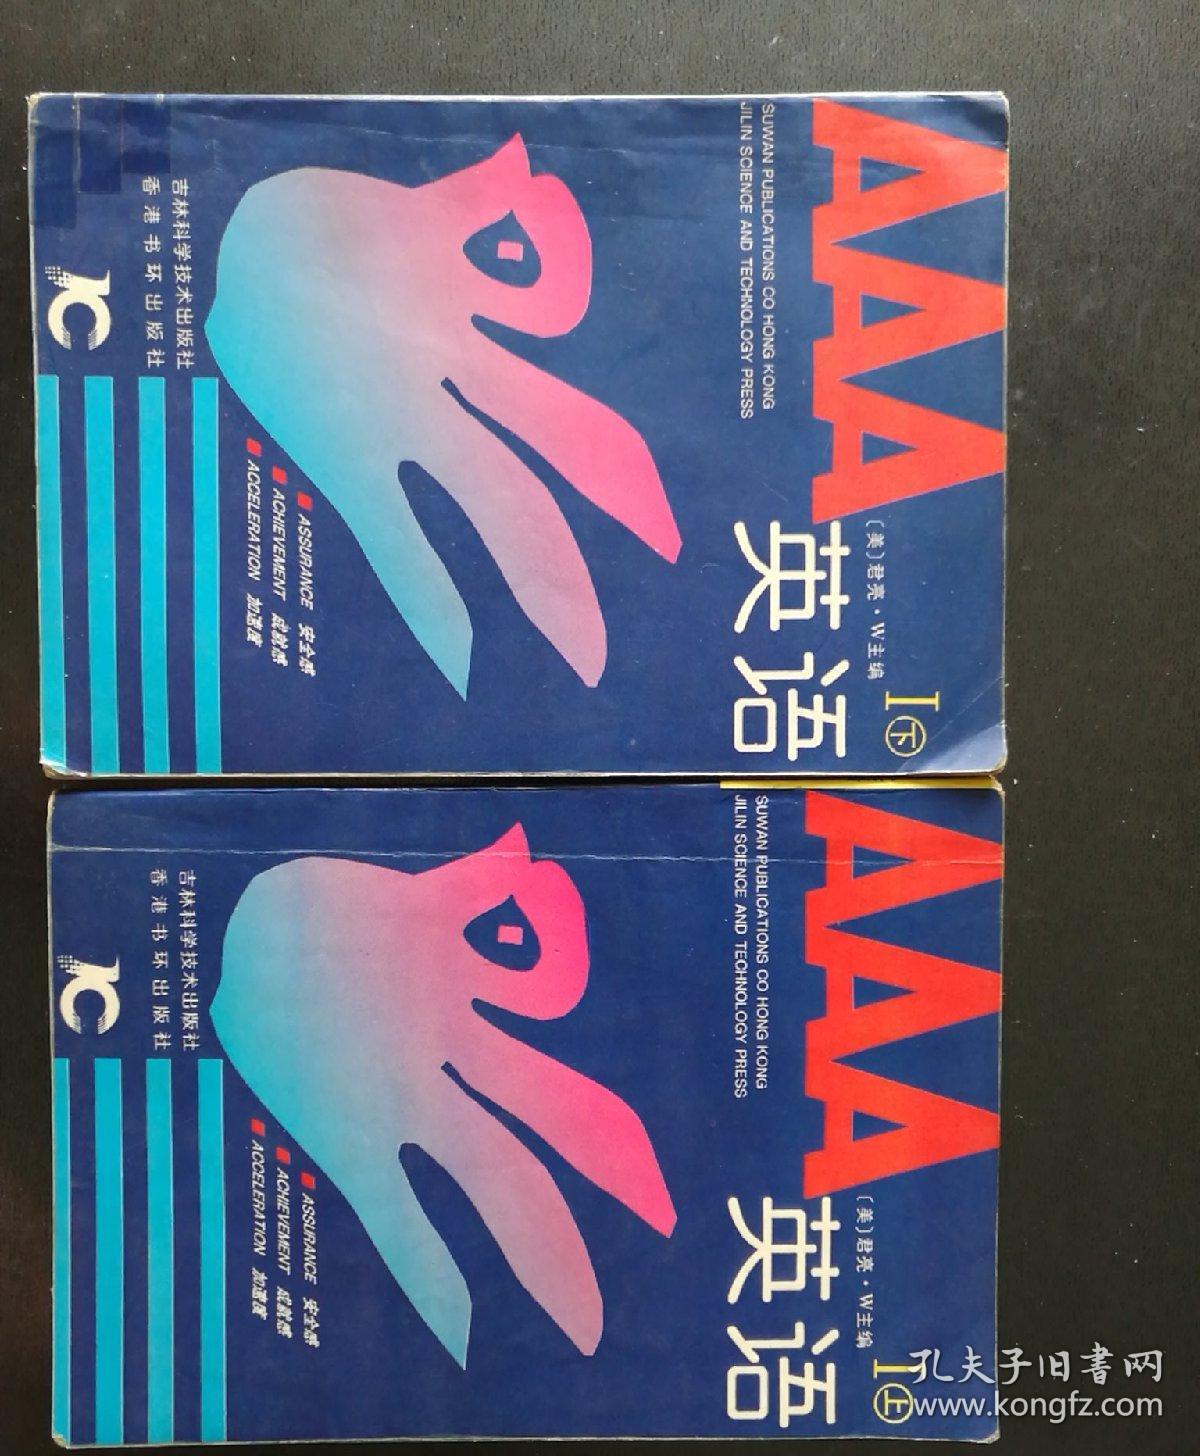 AAA
英语
〔美〕君亮·W主编
I下
SUWAN PUBLICATIONS CO HONG KONG
JILIN SCIENCE AND TECHNOLOGY PRESS
ASSURANCE 安全感
ACHIEVEMENT 成就感
ACCELERATION 加速度
吉林科学技术出版社
香港书环出版社
AAA
英语
〔美〕君亮·W主编
I上
SUWAN PUBLICATIONS CO HONG KONG
JILIN SCIENCE AND TECHNOLOGY PRESS
ASSURANCE 安全感
ACHIEVEMENT 成就感
ACCELERATION 加速度
吉林科学技术出版社
香港书环出版社
孔夫子旧书网
www.kongfz.com